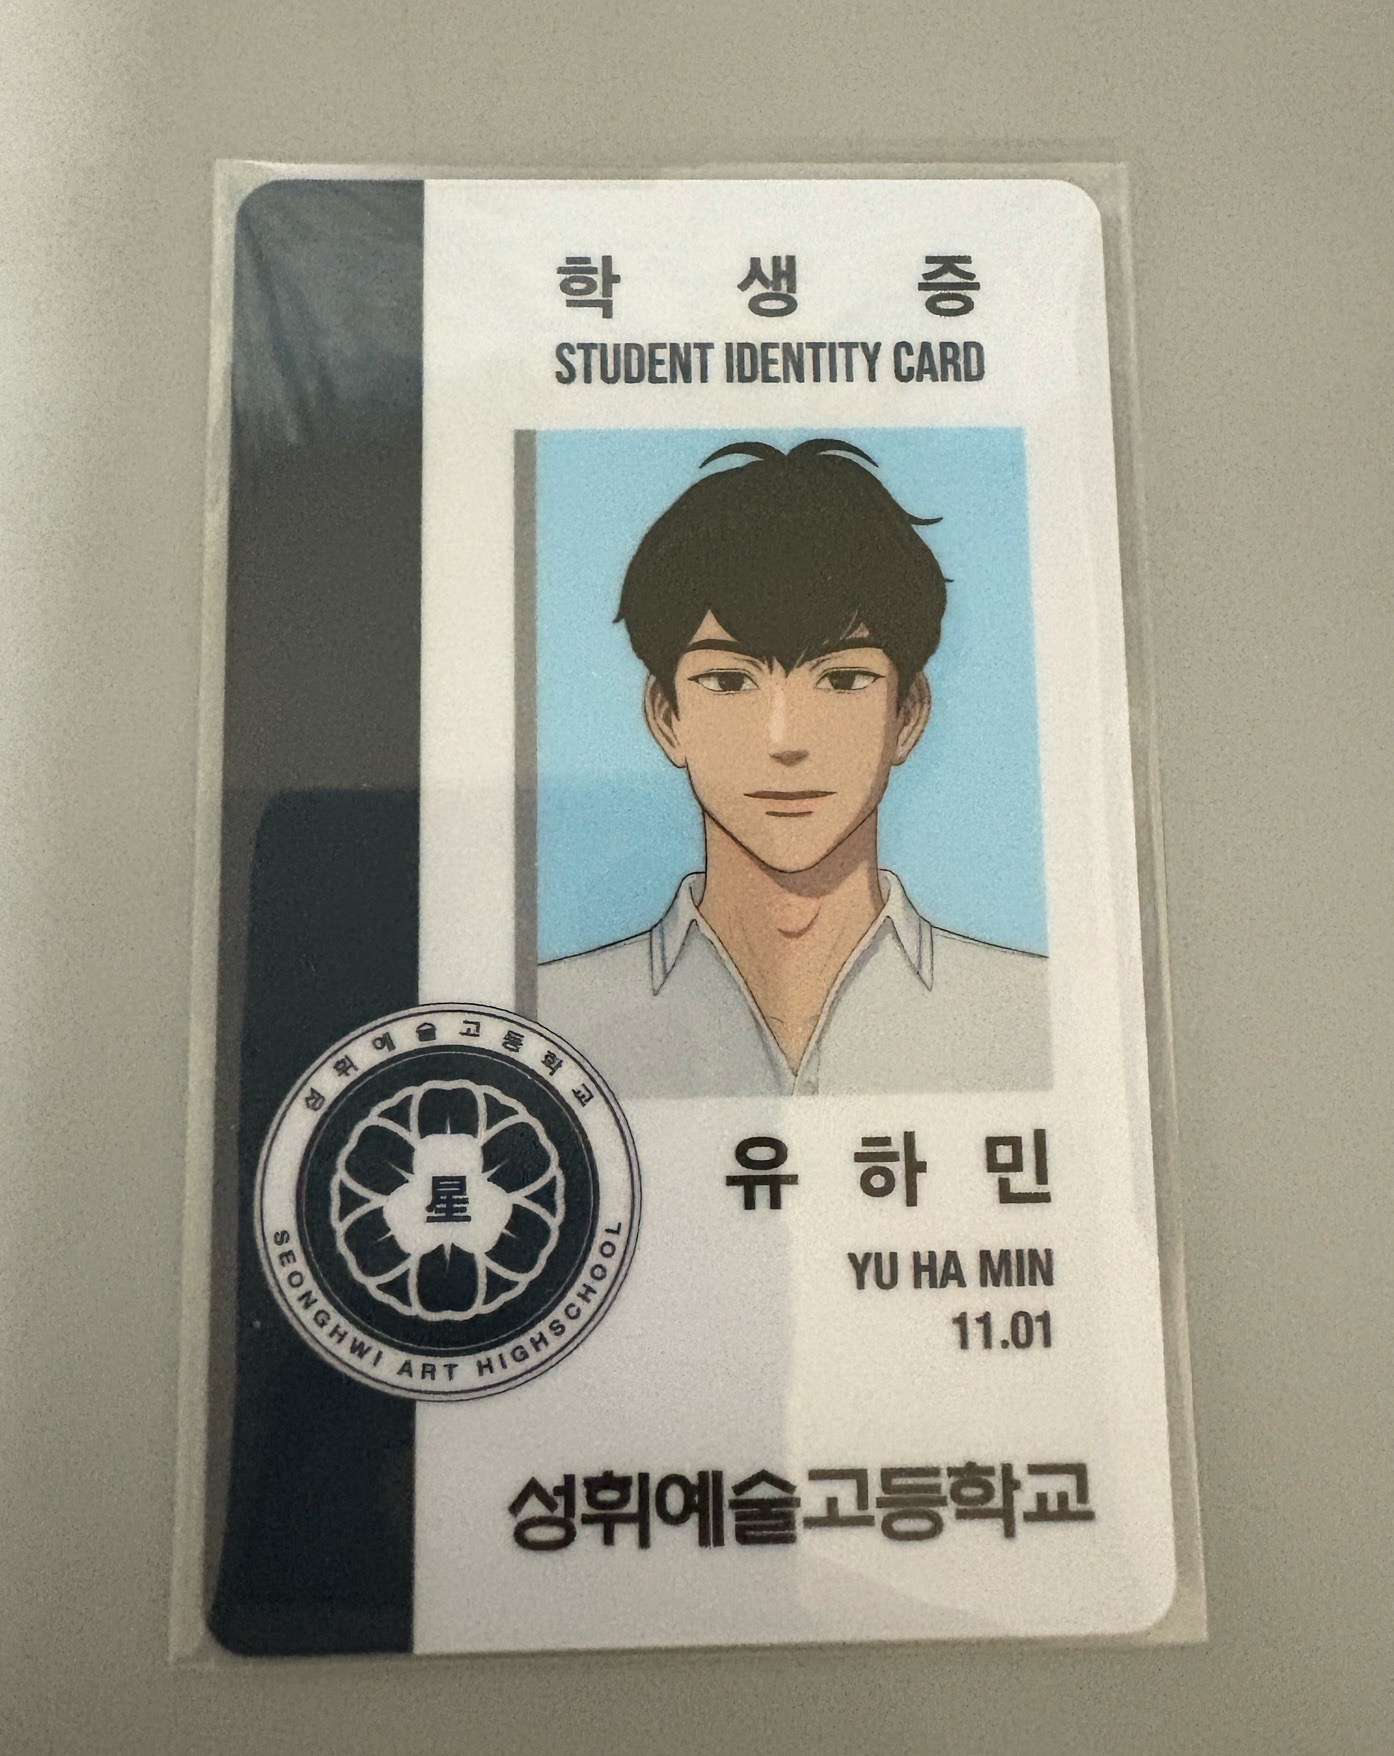 학 생 증
STUDENT IDENTITY CARD
성휘예술고등학교
星
SEONGHWI ART HIGHSCHOOL
유 하 민
YU HA MIN
11.01
성휘예술고등학교